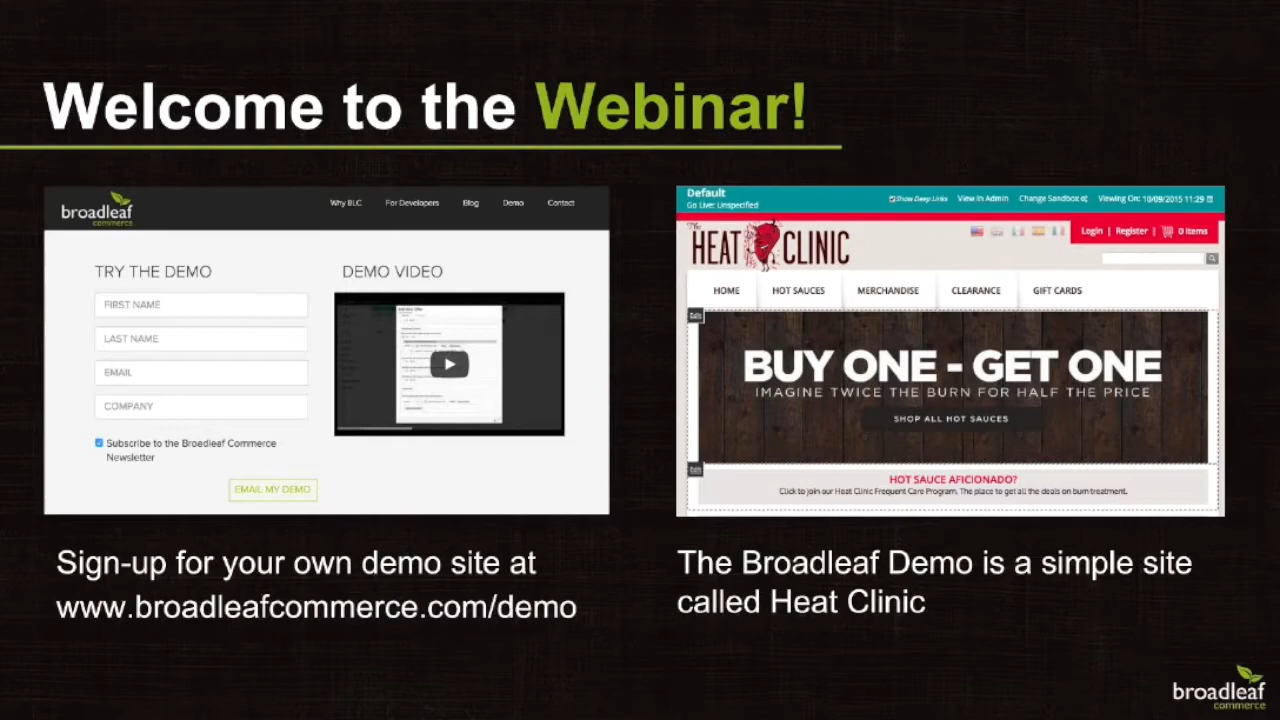 Welcome to the Webinar!
broadleaf
commerce
Why BLC For Developers Blog Demo Contact
TRY THE DEMO
FIRST NAME
LAST NAME
EMAIL
COMPANY
Subscribe to the Broadleaf Commerce
Newsletter
EMAIL MY DEMO
DEMO VIDEO
Sign-up for your own demo site at
www.broadleafcommerce.com/demo
Default
Go Live: Unspecified
Show Deep Links View In Admin Change Sandbox Viewing On: 10/09/2015 11:29
The
HEAT CLINIC
Login | Register | 0 items
HOME HOT SAUCES MERCHANDISE CLEARANCE GIFT CARDS
BUY ONE - GET ONE
IMAGINE TWICE THE BURN FOR HALF THE PRICE
SHOP ALL HOT SAUCES
HOT SAUCE AFICIONADO?
Click to join our Heat Clinic Frequent Care Program. The place to get all the deals on burn treatment.
The Broadleaf Demo is a simple site
called Heat Clinic
broadleaf
commerce